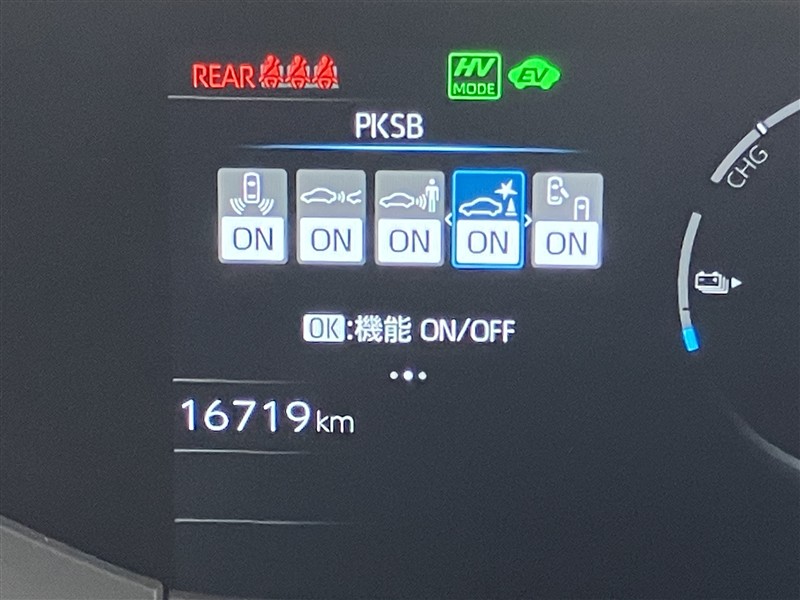 REAR
HV
MODE
EV
PKSB
CHG
ON ON ON ON ON
OK:機能 ON/OFF
16719km